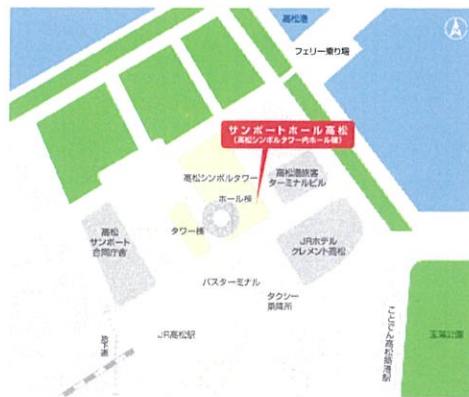 高松港
フェリー乗り場
サンポートホール高松
(高松シンボルタワー内ホール棟)
高松シンボルタワー
高松港旅客
ターミナルビル
ホール棟
タワー棟
高松
サンポート
合同庁舎
JRホテル
クレメント高松
バスターミナル
タクシー
乗降所
JR高松駅
地下道
ことでん高松築港駅
玉藻公園